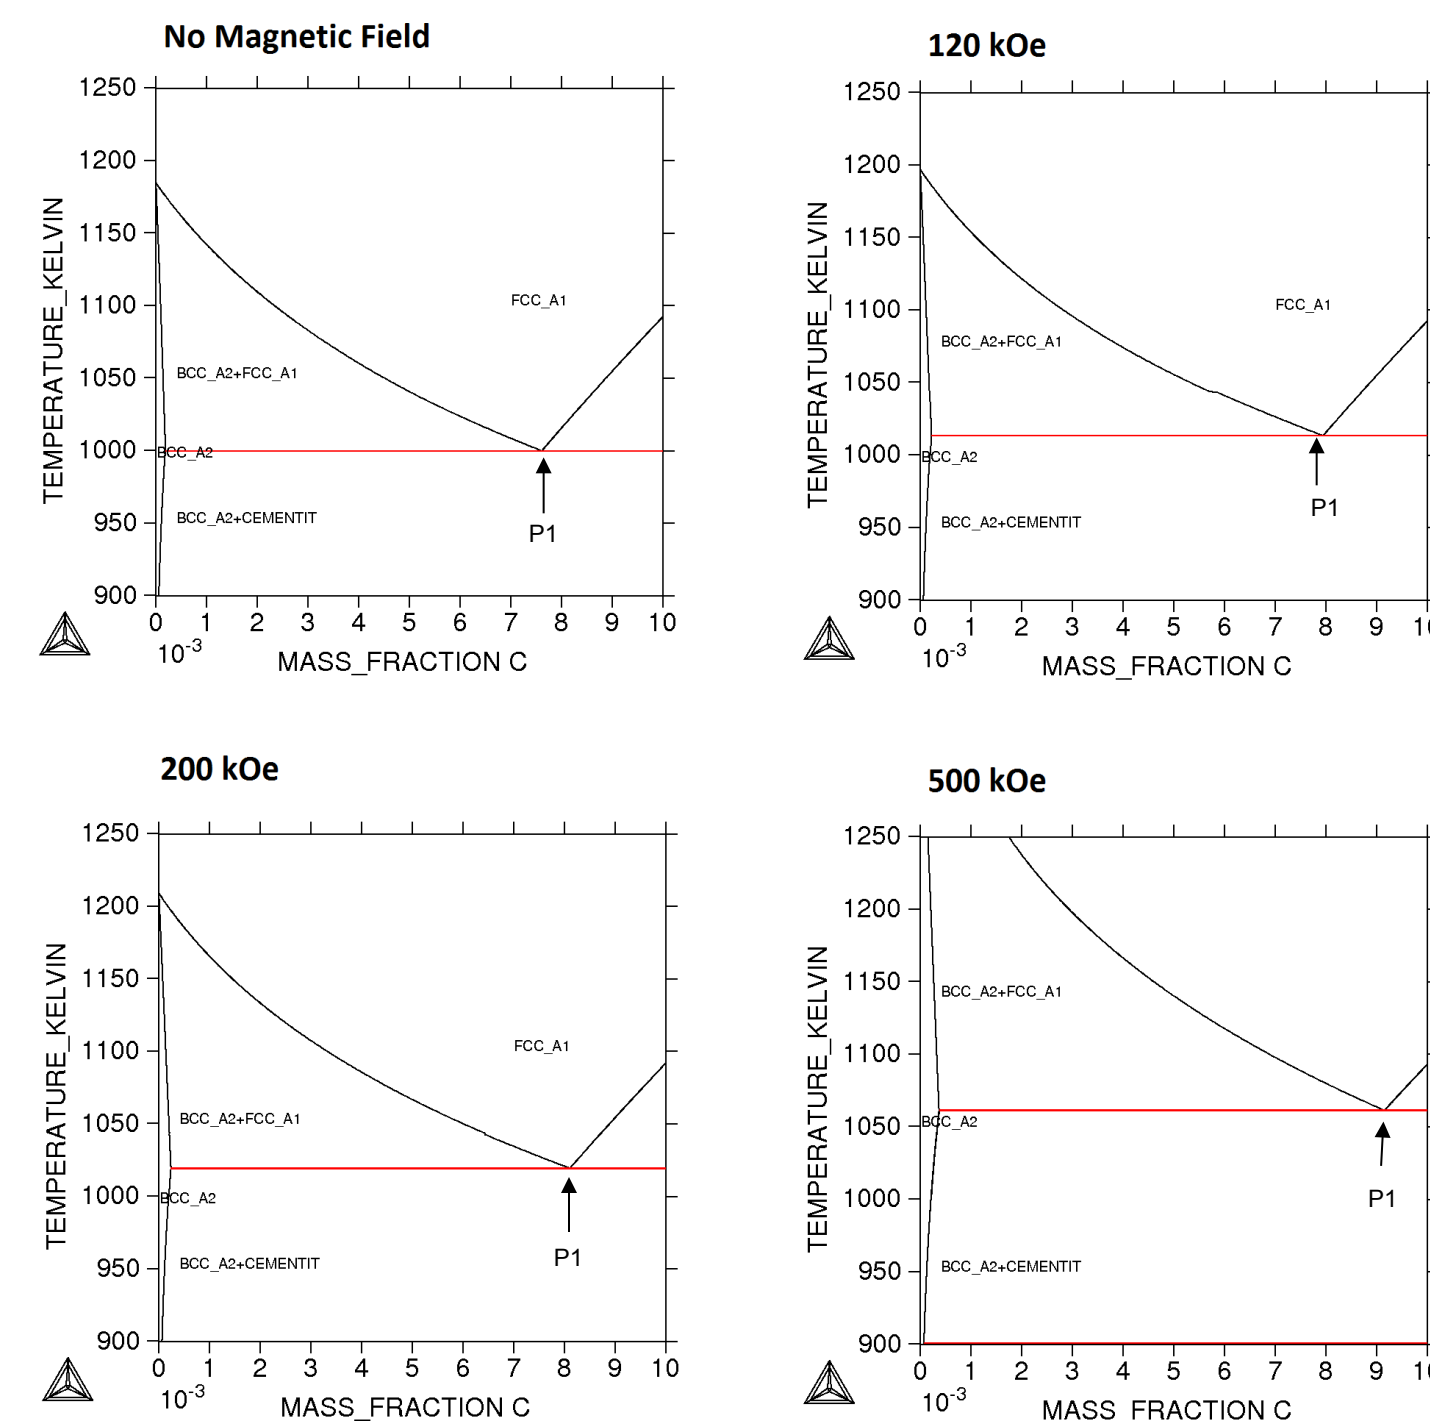 No Magnetic Field
TEMPERATURE_KELVIN
1250
1200
1150
1100
1050
1000
950
900
FCC_A1
BCC_A2+FCC_A1
BCC_A2
BCC_A2+CEMENTIT
P1
0 1 2 3 4 5 6 7 8 9 10
10-3
MASS_FRACTION C
120 kOe
TEMPERATURE_KELVIN
1250
1200
1150
1100
1050
1000
950
900
FCC_A1
BCC_A2+FCC_A1
BCC_A2
BCC_A2+CEMENTIT
P1
0 1 2 3 4 5 6 7 8 9
10-3
MASS_FRACTION C
200 kOe
TEMPERATURE_KELVIN
1250
1200
1150
1100
1050
1000
950
900
FCC_A1
BCC_A2+FCC_A1
BCC_A2
BCC_A2+CEMENTIT
P1
0 1 2 3 4 5 6 7 8 9 10
10-3
MASS_FRACTION C
500 kOe
TEMPERATURE_KELVIN
1250
1200
1150
1100
1050
1000
950
900
BCC_A2+FCC_A1
BCC_A2
BCC_A2+CEMENTIT
P1
0 1 2 3 4 5 6 7 8 9
10-3
MASS_FRACTION C